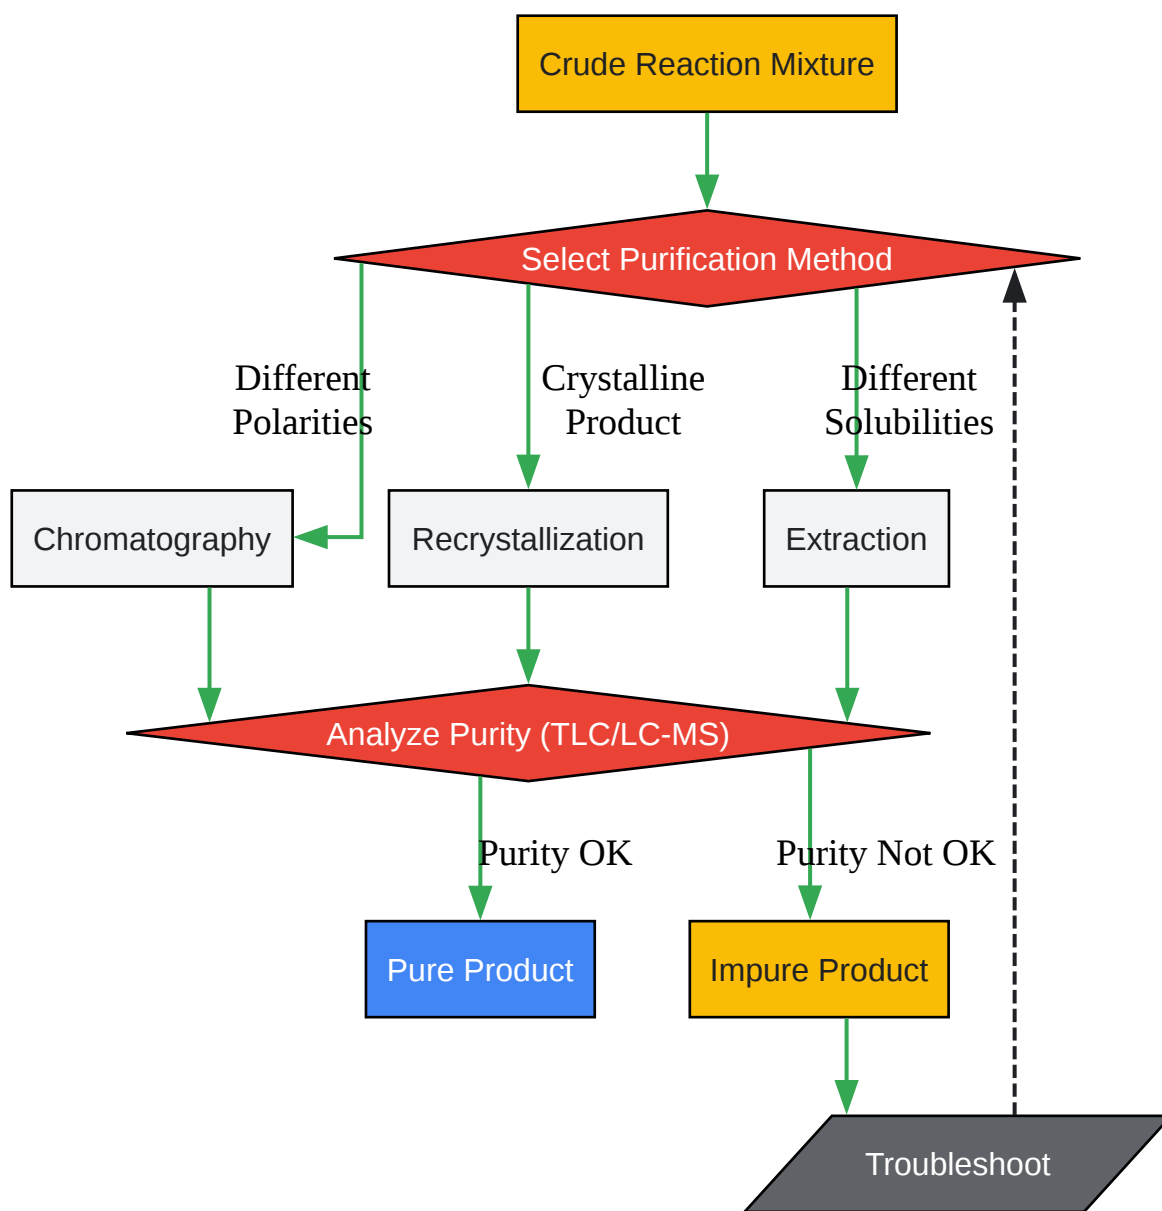 Crude Reaction Mixture
Select Purification Method
Different
Polarities
Crystalline
Product
Different
Solubilities
Chromatography
Recrystallization
Extraction
Analyze Purity (TLC/LC-MS)
Purity OK
Purity Not OK
Pure Product
Impure Product
Troubleshoot